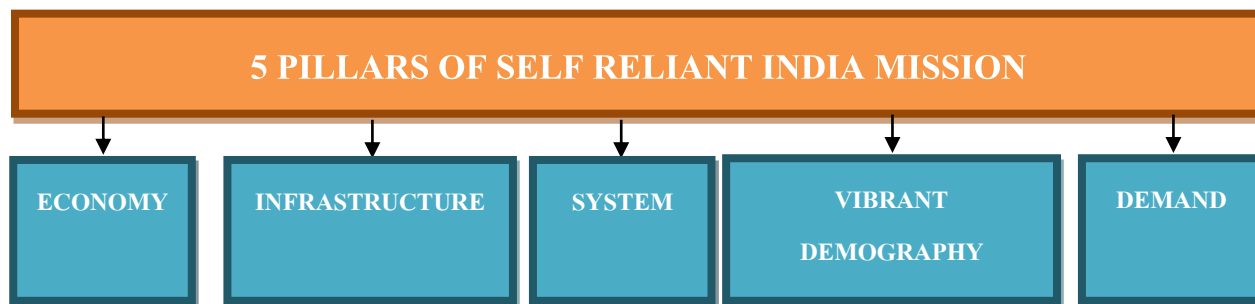 5 PILLARS OF SELF RELIANT INDIA MISSION
ECONOMY
INFRASTRUCTURE
SYSTEM
VIBRANT
DEMOGRAPHY
DEMAND